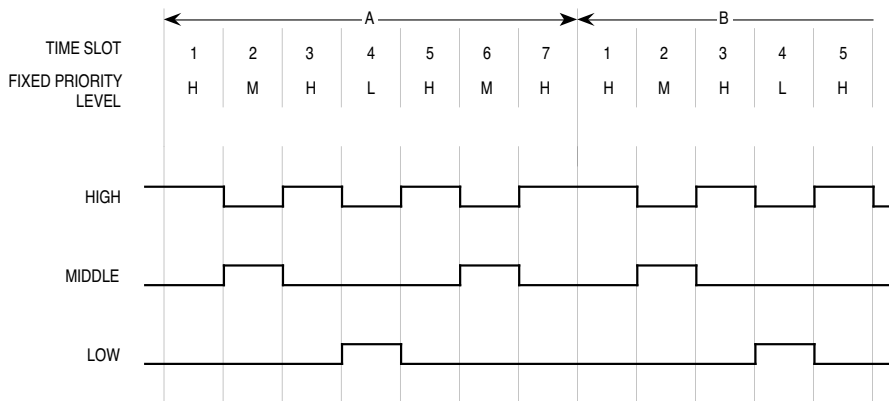 A B
TIME SLOT 1 2 3 4 5 6 7 1 2 3 4 5
FIXED PRIORITY
LEVEL H M H L H M H H M H L H
HIGH
MIDDLE
LOW